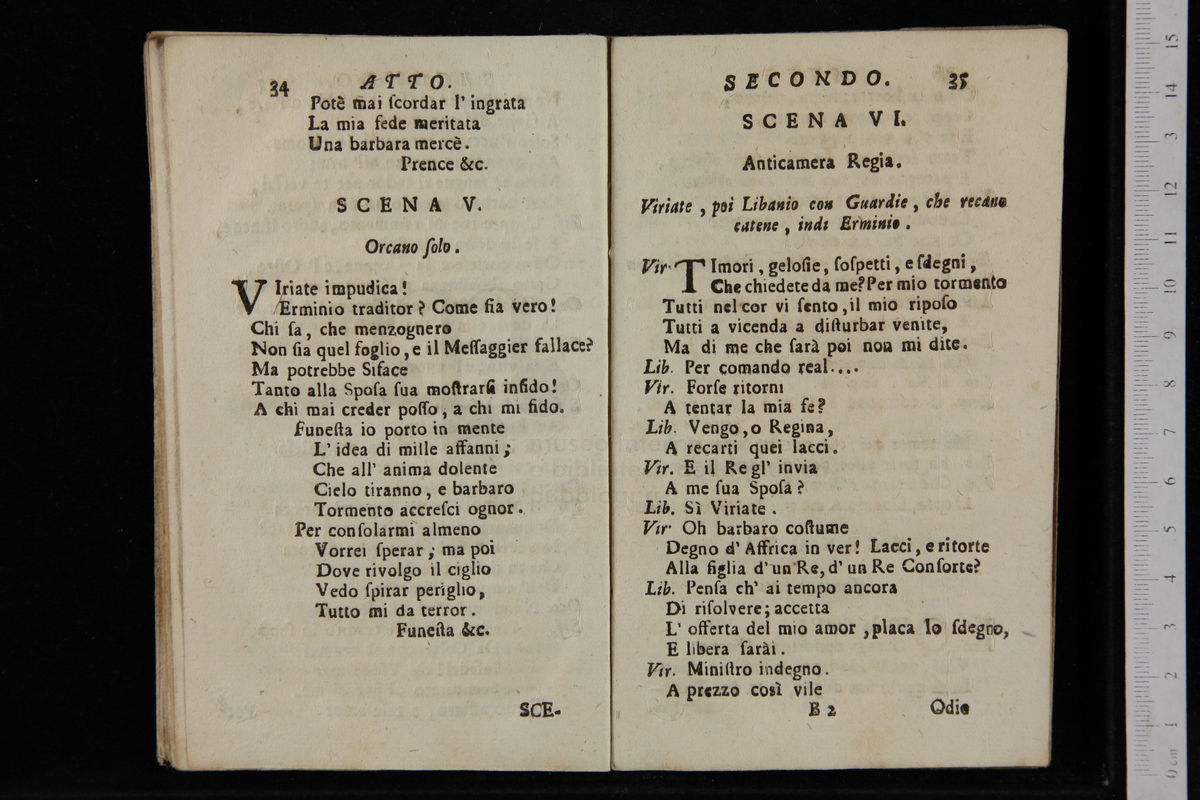 34 ATTO.
Potè mai ſcordar l' ingrata
La mia fede meritata
Una barbara mercè.
Prence &c.
SCENA V.
Orcano ſolo.
VIriate impudica!
Erminio traditor? Come ſia vero!
Chi ſa, che menzognero
Non ſia quel foglio, e il Meſſaggier fallace?
Ma potrebbe Siface
Tanto alla Spoſa ſua moſtrarſi infido!
A chi mai creder poſſo, a chi mi fido.
Funeſta io porto in mente
L' idea di mille affanni;
Che all' anima dolente
Cielo tiranno, e barbaro
Tormento accreſci ognor.
Per conſolarmi almeno
Vorrei ſperar; ma poi
Dove rivolgo il ciglio
Vedo ſpirar periglio,
Tutto mi da terror.
Funeſta &c.
SCE-
SECONDO. 35
SCENA VI.
Anticamera Regia.
Viriate, poi Libanio con Guardie, che recano
catene, indi Erminio.
Vir. TImori, geloſie, ſoſpetti, e ſdegni,
Che chiedete da me? Per mio tormento
Tutti nel cor vi ſento, il mio ripoſo
Tutti a vicenda a diſturbar venite,
Ma di me che ſarà poi non mi dite.
Lib. Per comando real....
Vir. Forſe ritorni
A tentar la mia fe?
Lib. Vengo, o Regina,
A recarti quei lacci.
Vir. E il Re gl' invia
A me ſua Spoſa?
Lib. Sì Viriate.
Vir. Oh barbaro coſtume
Degno d' Affrica in ver! Lacci, e ritorte
Alla figlia d' un Re, d' un Re Conſorte?
Lib. Penſa ch' ai tempo ancora
Di riſolvere; accetta
L' offerta del mio amor, placa lo ſdegno,
E libera ſarài.
Vir. Miniſtro indegno.
A prezzo così vile
B 2 Odio